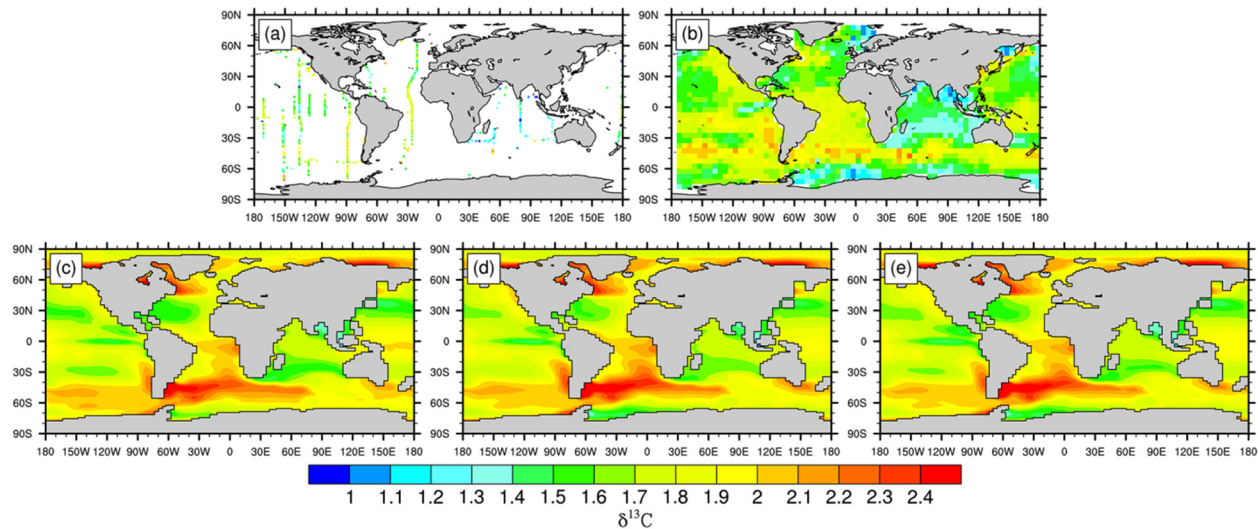 (a) (b)
90N 90N
60N 60N
30N 30N
0 0
30S 30S
60S 60S
90S 90S
180 150W 120W 90W 60W 30W 0 30E 60E 90E 120E 150E 180 180 150W 120W 90W 60W 30W 0 30E 60E 90E 120E 150E 180
(c) (d) (e)
90N 90N 90N
60N 60N 60N
30N 30N 30N
0 0 0
30S 30S 30S
60S 60S 60S
90S 90S 90S
180 150W 120W 90W 60W 30W 0 30E 60E 90E 120E 150E 180 180 150W 120W 90W 60W 30W 0 30E 60E 90E 120E 150E 180 180 150W 120W 90W 60W 30W 0 30E 60E 90E 120E 150E 180
1 1.1 1.2 1.3 1.4 1.5 1.6 1.7 1.8 1.9 2 2.1 2.2 2.3 2.4
δ¹³C